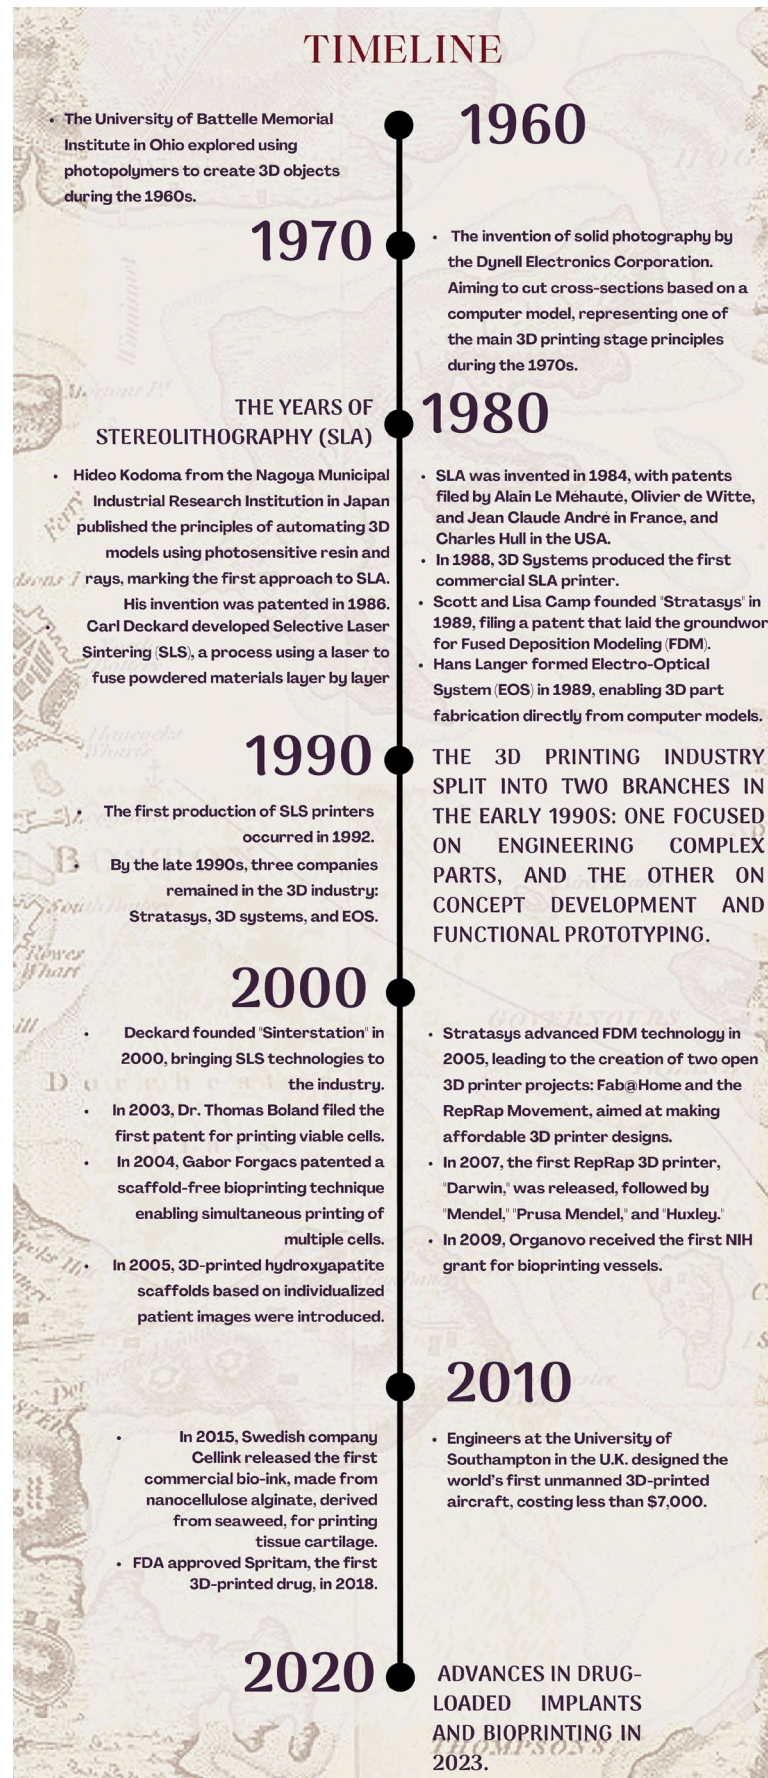 TIMELINE
The University of Battelle Memorial
Institute in Ohio explored using
photopolymers to create 3D objects
during the 1960s.
1960
1970
The invention of solid photography by
the Dynell Electronics Corporation.
Aiming to cut cross-sections based on a
computer model, representing one of
the main 3D printing stage principles
during the 1970s.
THE YEARS OF
STEREOLITHOGRAPHY (SLA)
1980
Hideo Kodoma from the Nagoya Municipal
Industrial Research Institution in Japan
published the principles of automating 3D
models using photosensitive resin and
rays, marking the first approach to SLA.
His invention was patented in 1986.
Carl Deckard developed Selective Laser
Sintering (SLS), a process using a laser to
fuse powdered materials layer by layer
SLA was invented in 1984, with patents
filed by Alain Le Méhauté, Olivier de Witte,
and Jean Claude André in France, and
Charles Hull in the USA.
In 1988, 3D Systems produced the first
commercial SLA printer.
Scott and Lisa Camp founded "Stratasys" in
1989, filing a patent that laid the groundwor
for Fused Deposition Modeling (FDM).
Hans Langer formed Electro-Optical
System (EOS) in 1989, enabling 3D part
fabrication directly from computer models.
1990
The first production of SLS printers
occurred in 1992.
By the late 1990s, three companies
remained in the 3D industry:
Stratasys, 3D systems, and EOS.
THE 3D PRINTING INDUSTRY
SPLIT INTO TWO BRANCHES IN
THE EARLY 1990S: ONE FOCUSED
ON ENGINEERING COMPLEX
PARTS, AND THE OTHER ON
CONCEPT DEVELOPMENT AND
FUNCTIONAL PROTOTYPING.
2000
Deckard founded "Sinterstation" in
2000, bringing SLS technologies to
the industry.
In 2003, Dr. Thomas Boland filed the
first patent for printing viable cells.
In 2004, Gabor Forgacs patented a
scaffold-free bioprinting technique
enabling simultaneous printing of
multiple cells.
In 2005, 3D-printed hydroxyapatite
scaffolds based on individualized
patient images were introduced.
Stratasys advanced FDM technology in
2005, leading to the creation of two open
3D printer projects: Fab@Home and the
RepRap Movement, aimed at making
affordable 3D printer designs.
In 2007, the first RepRap 3D printer,
"Darwin," was released, followed by
"Mendel," "Prusa Mendel," and "Huxley."
In 2009, Organovo received the first NIH
grant for bioprinting vessels.
2010
In 2015, Swedish company
Cellink released the first
commercial bio-ink, made from
nanocellulose alginate, derived
from seaweed, for printing
tissue cartilage.
FDA approved Spritam, the first
3D-printed drug, in 2018.
Engineers at the University of
Southampton in the U.K. designed the
world's first unmanned 3D-printed
aircraft, costing less than $7,000.
2020
ADVANCES IN DRUG-
LOADED IMPLANTS
AND BIOPRINTING IN
2023.